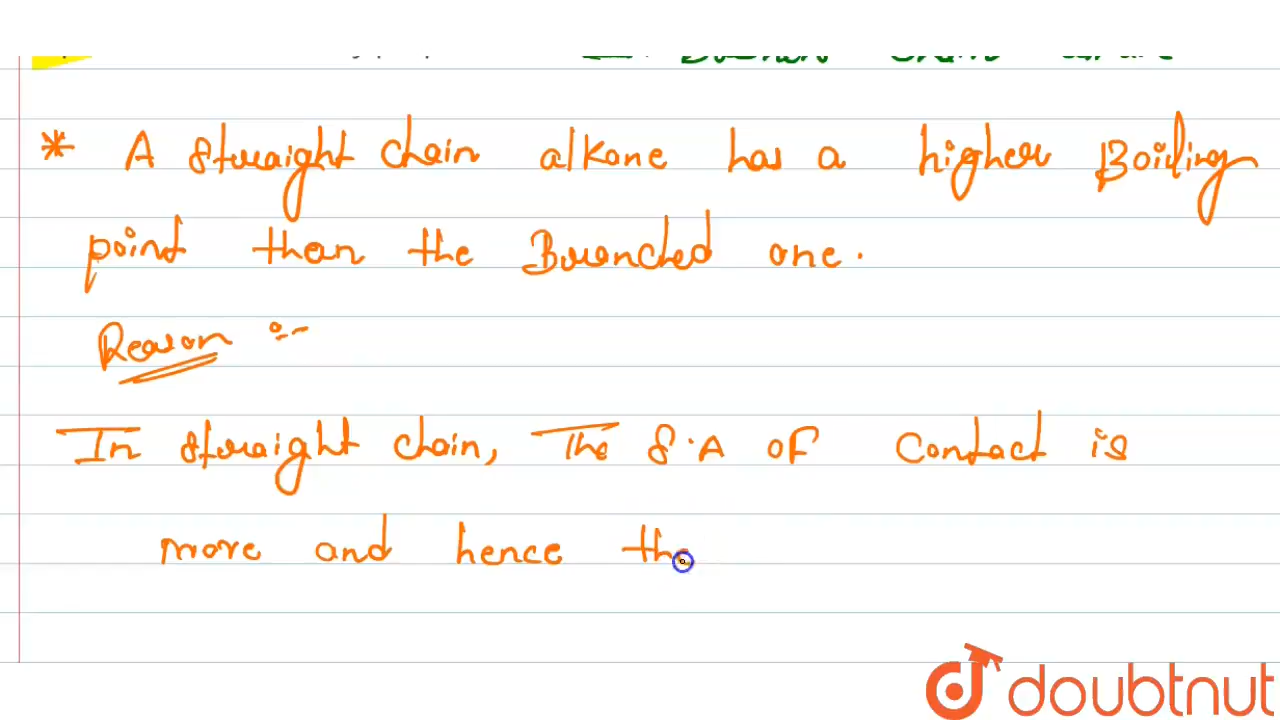 * A straight chain alkane has a higher Boiling
point than the Branched one.
Reason :-
In straight chain, The S.A of Contact is
more and hence the
doubtnut